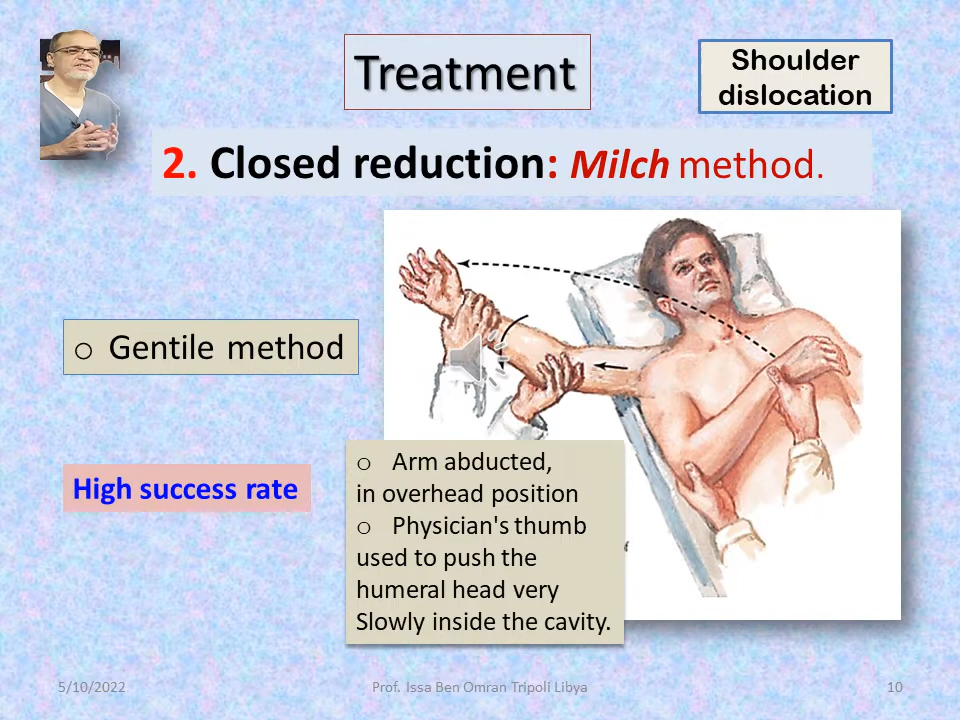 Treatment
Shoulder
dislocation
2. Closed reduction: Milch method.
o Gentile method
High success rate
o Arm abducted,
in overhead position
o Physician's thumb
used to push the
humeral head very
Slowly inside the cavity.
5/10/2022
Prof. Issa Ben Omran Tripoli Libya
10